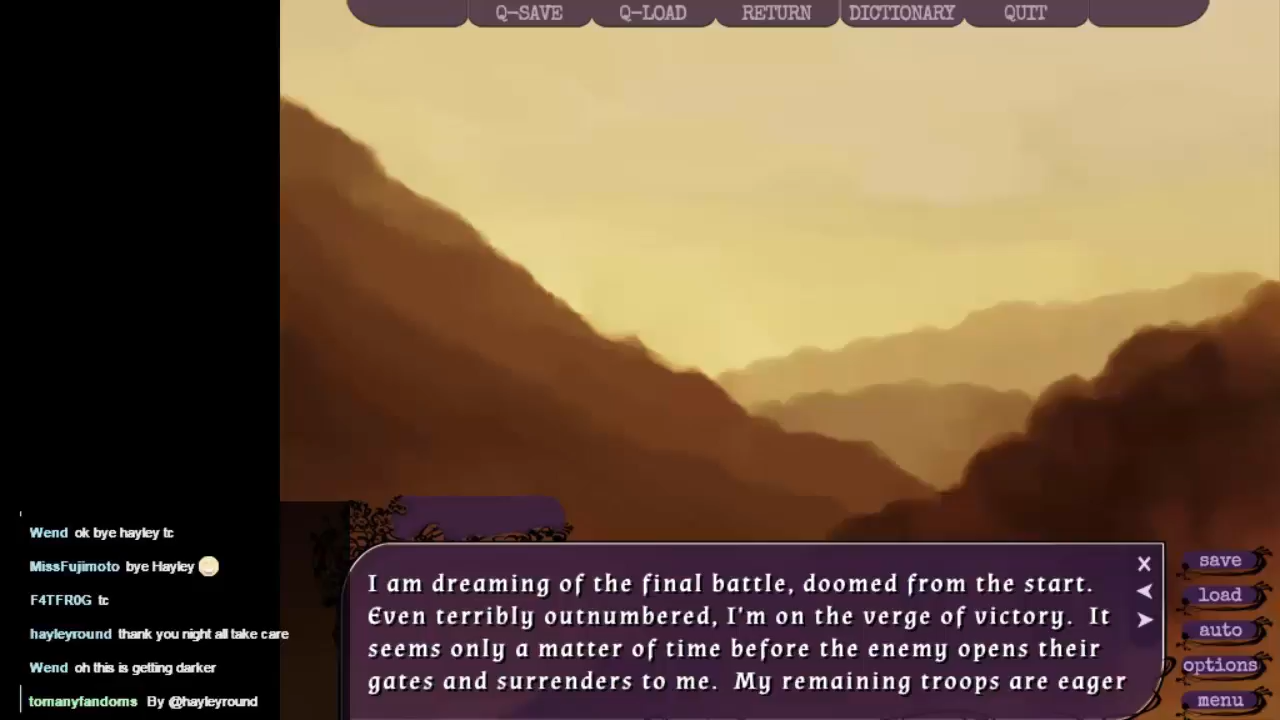 Q-SAVE Q-LOAD RETURN DICTIONARY QUIT
Wend ok bye hayley tc
MissFujimoto bye Hayley
F4TFR0G tc
hayleyround thank you night all take care
Wend oh this is getting darker
tomanyfandoms By @hayleyround
I am dreaming of the final battle, doomed from the start.
Even terribly outnumbered, I'm on the verge of victory. It
seems only a matter of time before the enemy opens their
gates and surrenders to me. My remaining troops are eager
X
save
load
auto
options
menu